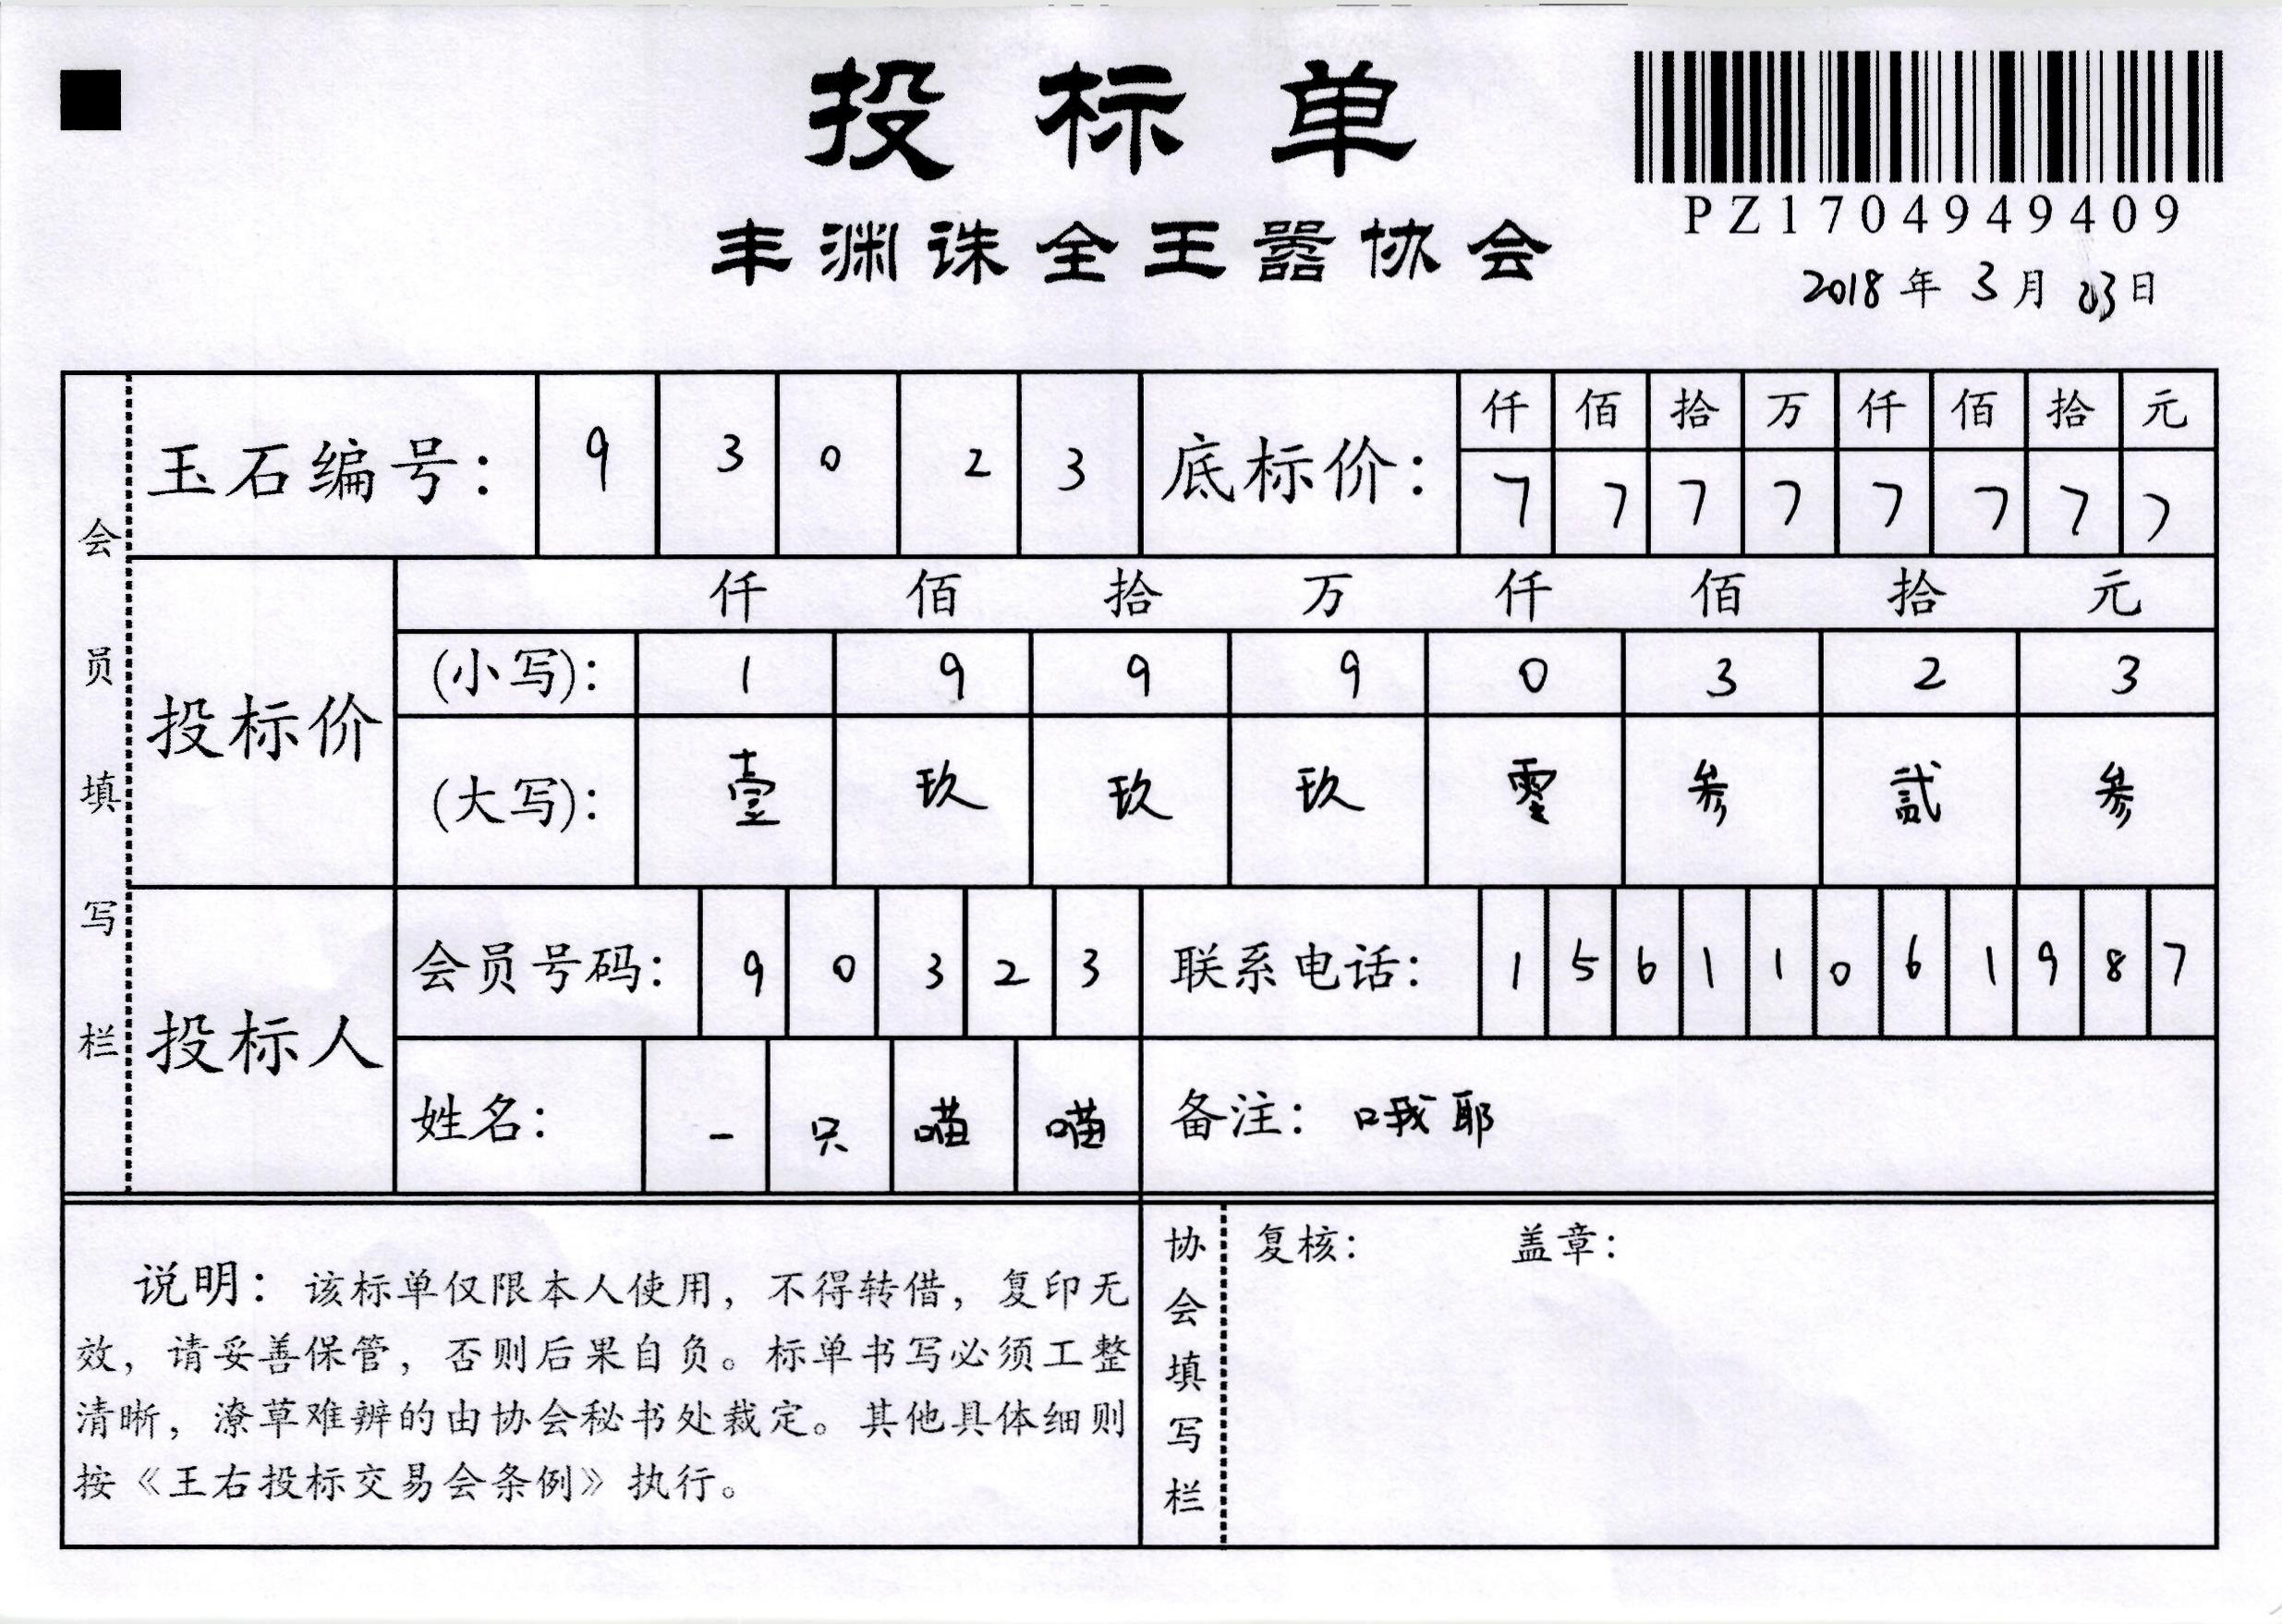 投标单
PZ1704949409
丰渊诛全王嚣协会
2018年3月03日
会员填写栏
玉石编号: 9 3 0 2 3 底标价: 仟 佰 拾 万 仟 佰 拾 元
7 7 7 7 7 7 7 7
投标价
仟 佰 拾 万 仟 佰 拾 元
(小写): 1 9 9 9 0 3 2 3
(大写): 壹 玖 玖 玖 零 参 贰 参
投标人
会员号码: 9 0 3 2 3 联系电话: 1 5 6 1 1 0 6 1 9 8 7
姓名: 一 只 喵 喵 备注: 哦耶
说明: 该标单仅限本人使用, 不得转借, 复印无
效, 请妥善保管, 否则后果自负。标单书写必须工整
清晰, 潦草难辨的由协会秘书处裁定。其他具体细则
按《王右投标交易会条例》执行。
协会填写栏
复核: 盖章: